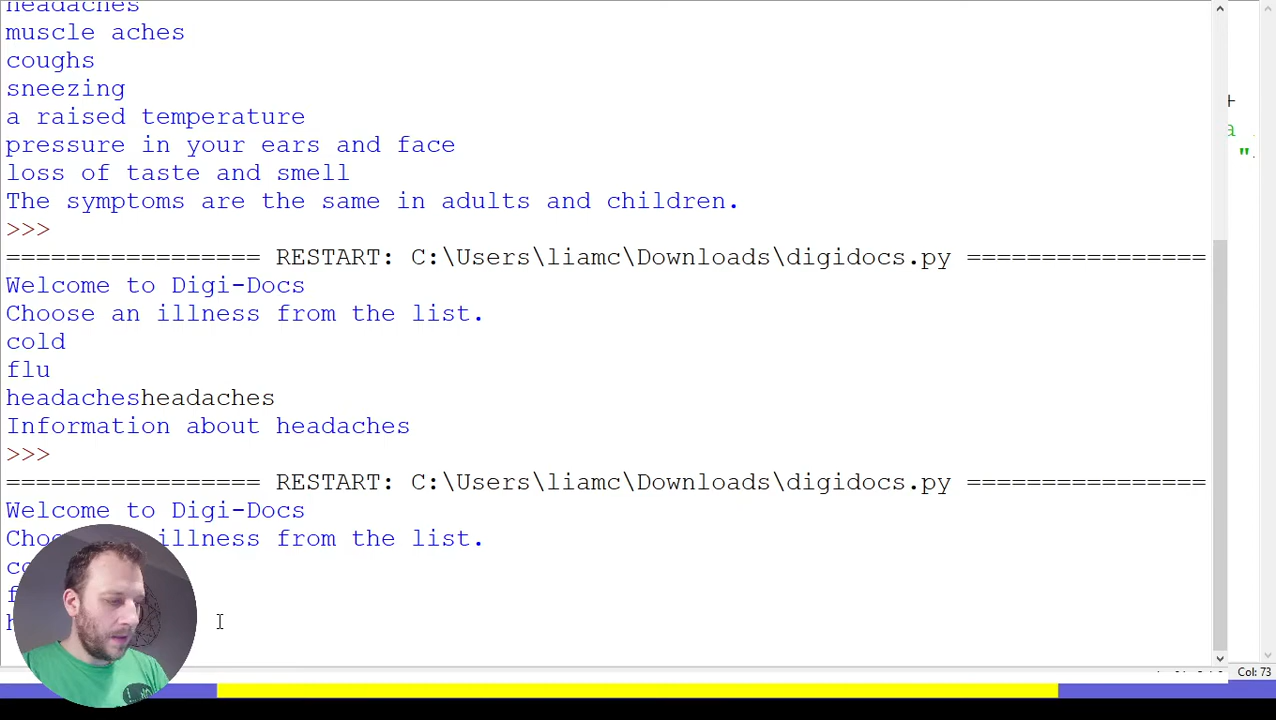 headaches
muscle aches
coughs
sneezing
a raised temperature
pressure in your ears and face
loss of taste and smell
The symptoms are the same in adults and children.
>>>
================= RESTART: C:\Users\liamc\Downloads\digidocs.py ================
Welcome to Digi-Docs
Choose an illness from the list.
cold
flu
headachesheadaches
Information about headaches
>>>
================= RESTART: C:\Users\liamc\Downloads\digidocs.py ================
Welcome to Digi-Docs
illness from the list.
+
a
".
Col: 73